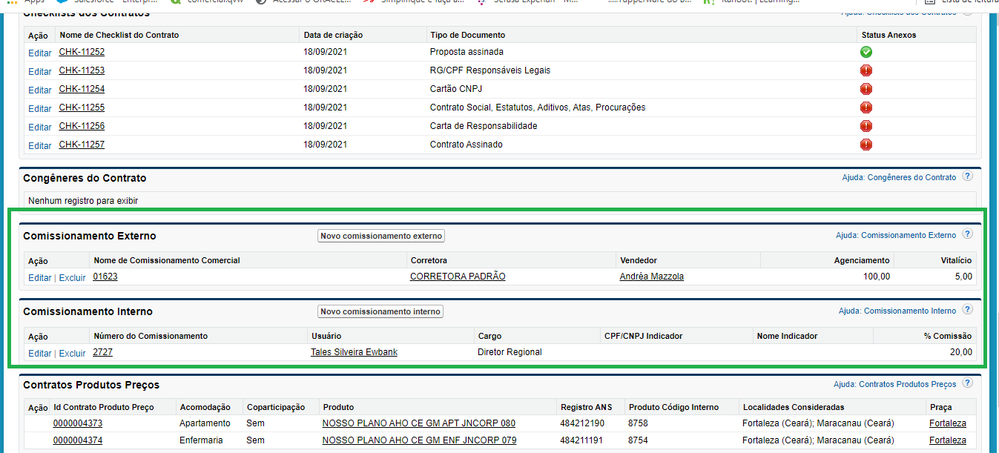 Apps Salesforce - Enterpri... comercial.qvw Acessar o ORACLE... Simplifique e faça a... Serasa Experian - M... .....Tupperware do B... Kahoot! | Learning... Lista de leitura
Checklists dos Contratos Ajuda: Checklists dos Contratos
Ação Nome de Checklist do Contrato Data de criação Tipo de Documento Status Anexos
Editar CHK-11252 18/09/2021 Proposta assinada
Editar CHK-11253 18/09/2021 RG/CPF Responsáveis Legais
Editar CHK-11254 18/09/2021 Cartão CNPJ
Editar CHK-11255 18/09/2021 Contrato Social, Estatutos, Aditivos, Atas, Procurações
Editar CHK-11256 18/09/2021 Carta de Responsabilidade
Editar CHK-11257 18/09/2021 Contrato Assinado
Congêneres do Contrato Ajuda: Congêneres do Contrato ?
Nenhum registro para exibir
Comissionamento Externo Novo comissionamento externo Ajuda: Comissionamento Externo ?
Ação Nome de Comissionamento Comercial Corretora Vendedor Agenciamento Vitalício
Editar | Excluir 01623 CORRETORA PADRÃO Andréa Mazzola 100,00 5,00
Comissionamento Interno Novo comissionamento interno Ajuda: Comissionamento Interno ?
Ação Número do Comissionamento Usuário Cargo CPF/CNPJ Indicador Nome Indicador % Comissão
Editar | Excluir 2727 Tales Silveira Ewbank Diretor Regional 20,00
Contratos Produtos Preços Ajuda: Contratos Produtos Preços ?
Ação Id Contrato Produto Preço Acomodação Coparticipação Produto Registro ANS Produto Código Interno Localidades Consideradas Praça
0000004373 Apartamento Sem NOSSO PLANO AHO CE GM APT JNCORP 080 484212190 8758 Fortaleza (Ceará); Maracanau (Ceará) Fortaleza
0000004374 Enfermaria Sem NOSSO PLANO AHO CE GM ENF JNCORP 079 484211191 8754 Fortaleza (Ceará); Maracanau (Ceará) Fortaleza